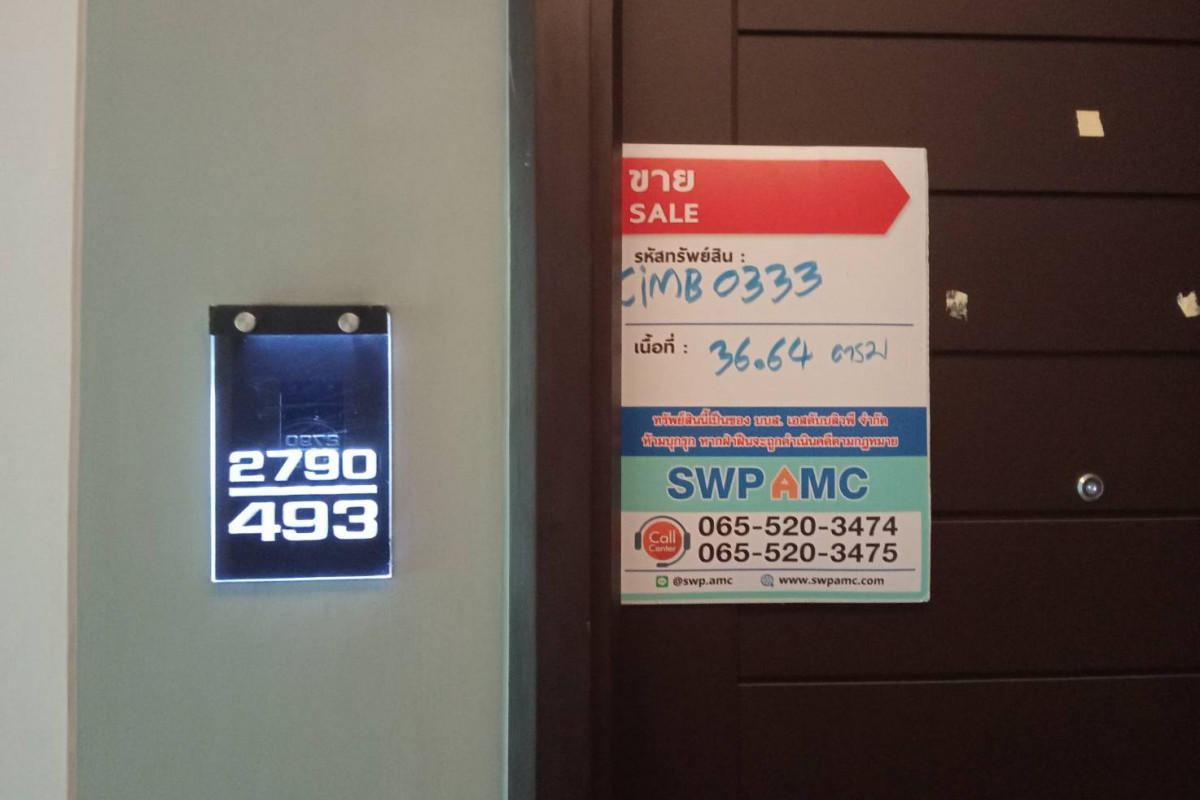 2790
493
ขาย
SALE
รหัสทรัพย์สิน :
CIMB 0333
เนื้อที่ : 36.64 ตรม
ทรัพย์สินนี้เป็นของ บบส. เอสดับบลิวพี จำกัด
ห้ามบุกรุก หากฝ่าฝืนจะถูกดำเนินคดีตามกฎหมาย
SWP AMC
Call Center
065-520-3474
065-520-3475
@swp.amc www.swpamc.com